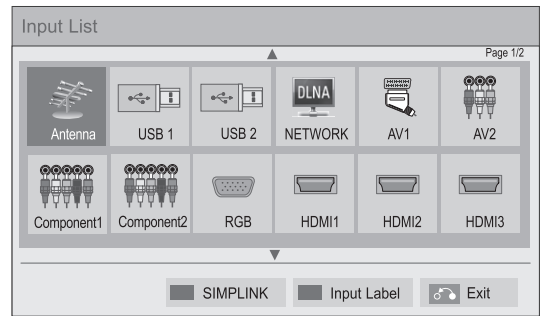 Input List
Page 1/2
DLNA
Antenna USB 1 USB 2 NETWORK AV1 AV2
Component1 Component2 RGB HDMI1 HDMI2 HDMI3
SIMPLINK Input Label Exit